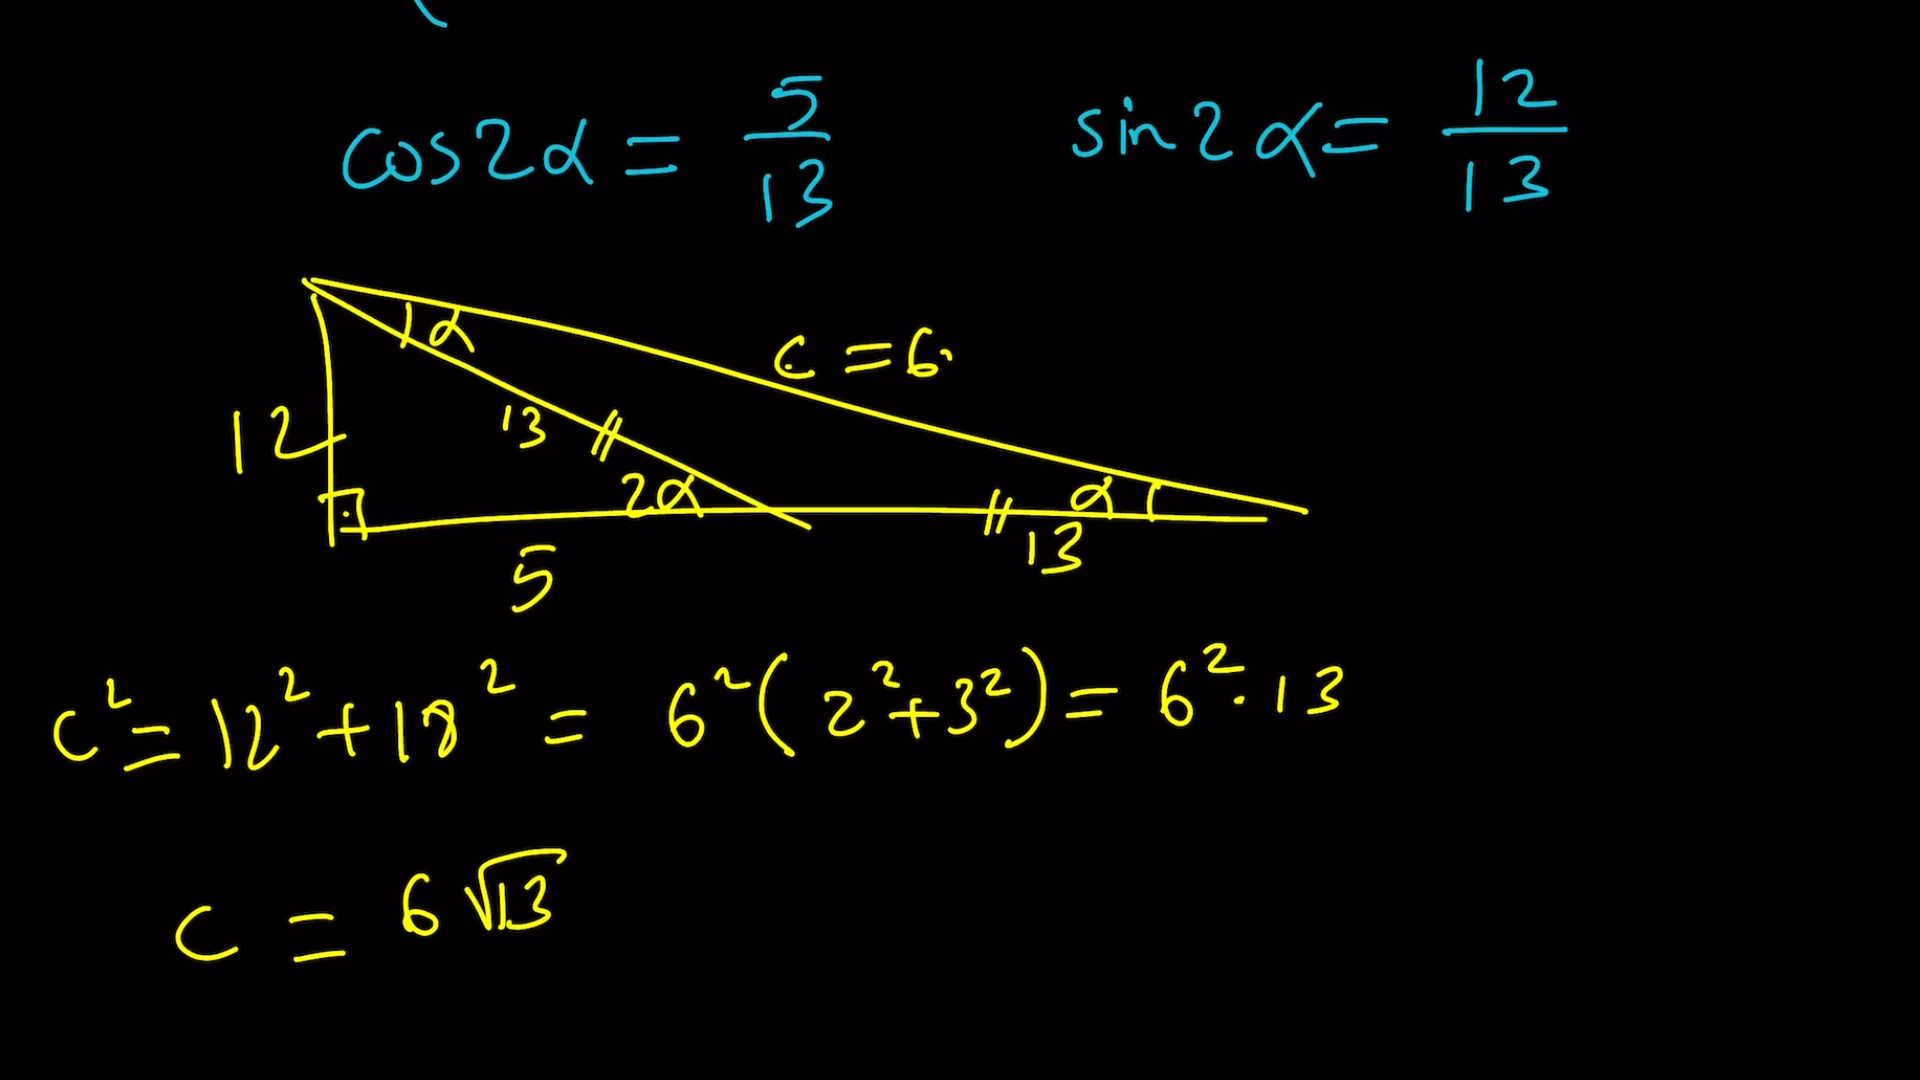 cos2α = 5/13 sin2α = 12/13
α c = 6
12 13 2α α
5 13
c² = 12² + 18² = 6²(2² + 3²) = 6² · 13
c = 6√13